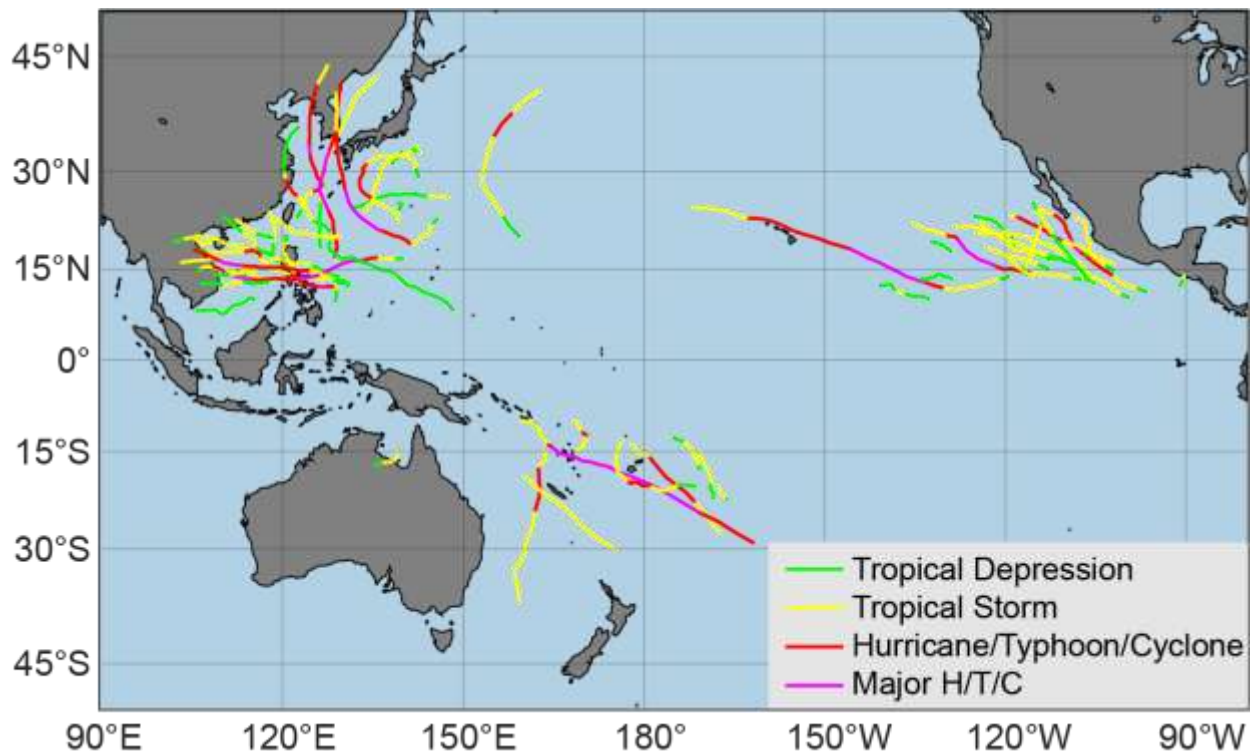 45°N
30°N
15°N
0°
15°S
30°S
45°S
Tropical Depression
Tropical Storm
Hurricane/Typhoon/Cyclone
Major H/T/C
90°E 120°E 150°E 180° 150°W 120°W 90°W